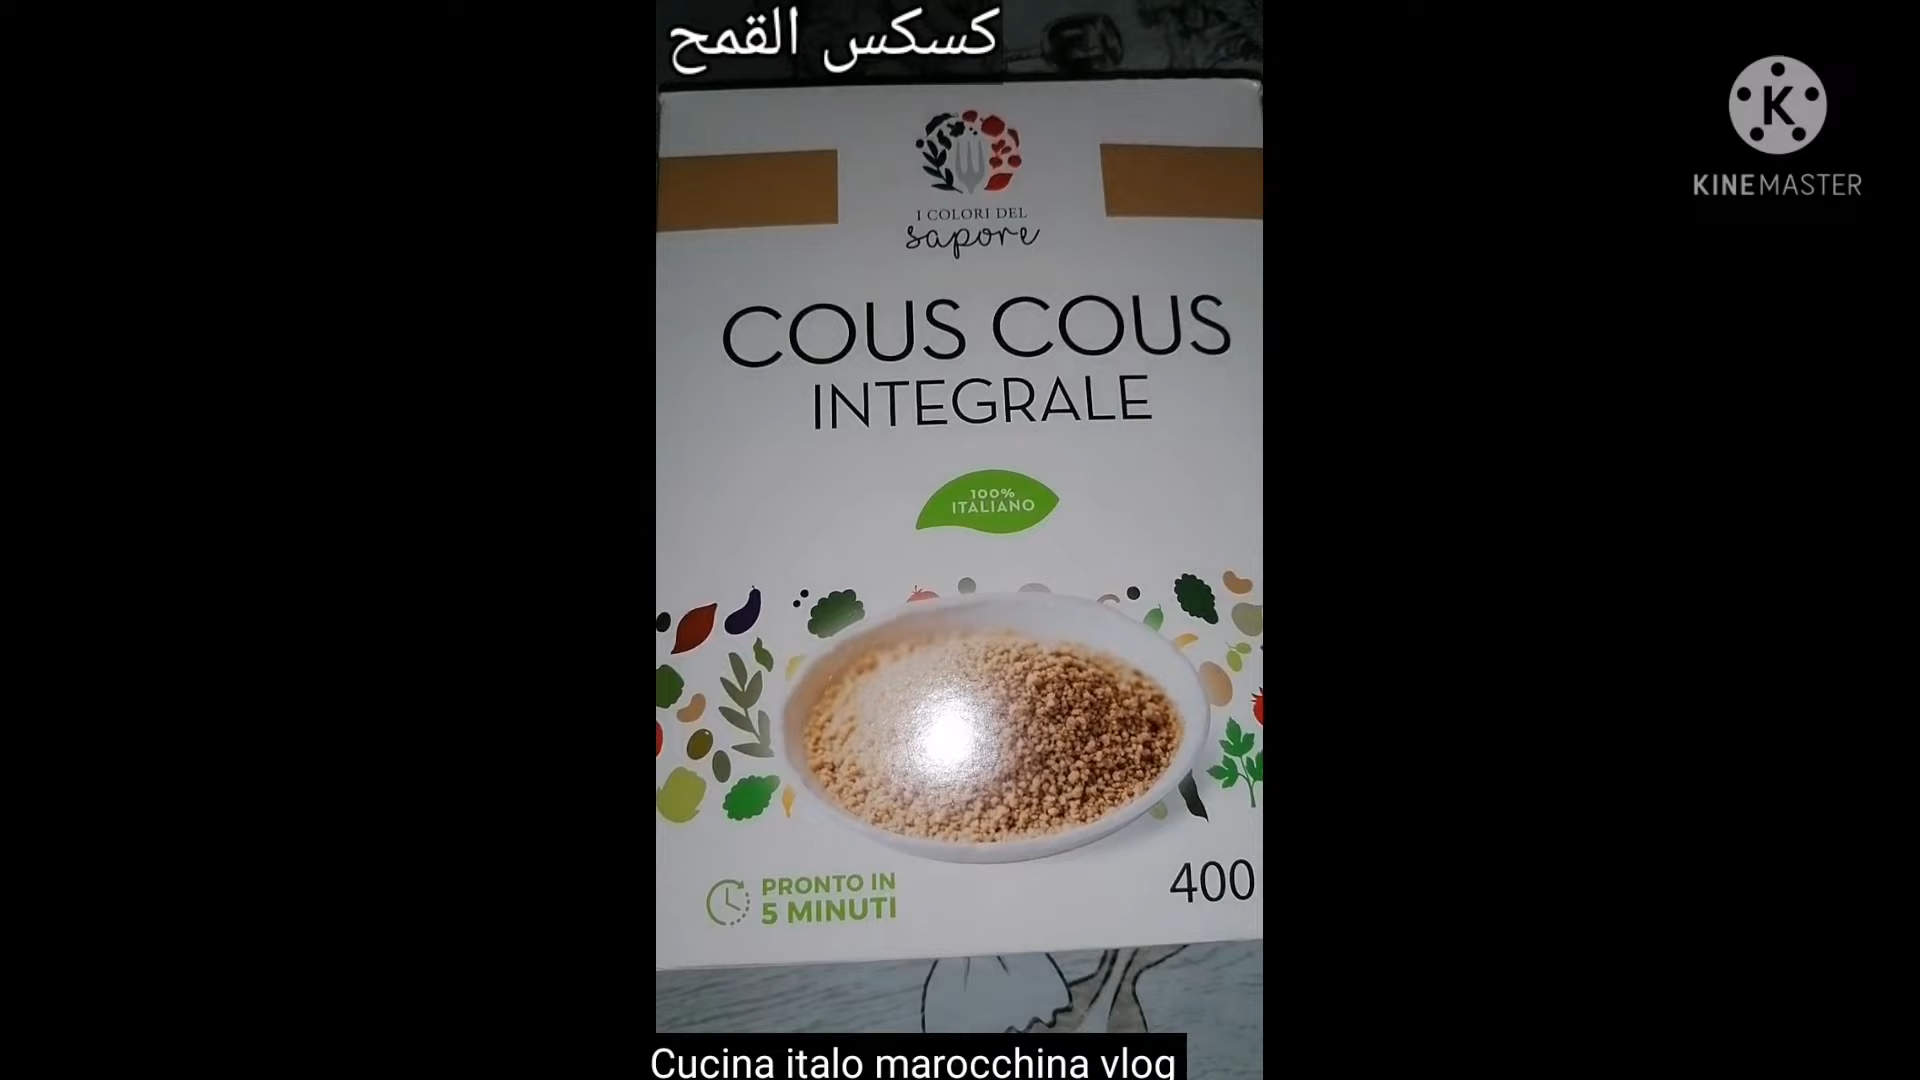 كسكس القمح
K
KINEMASTER
I COLORI DEL
sapore
COUS COUS
INTEGRALE
100%
ITALIANO
PRONTO IN
5 MINUTI
400
Cucina italo marocchina vlog